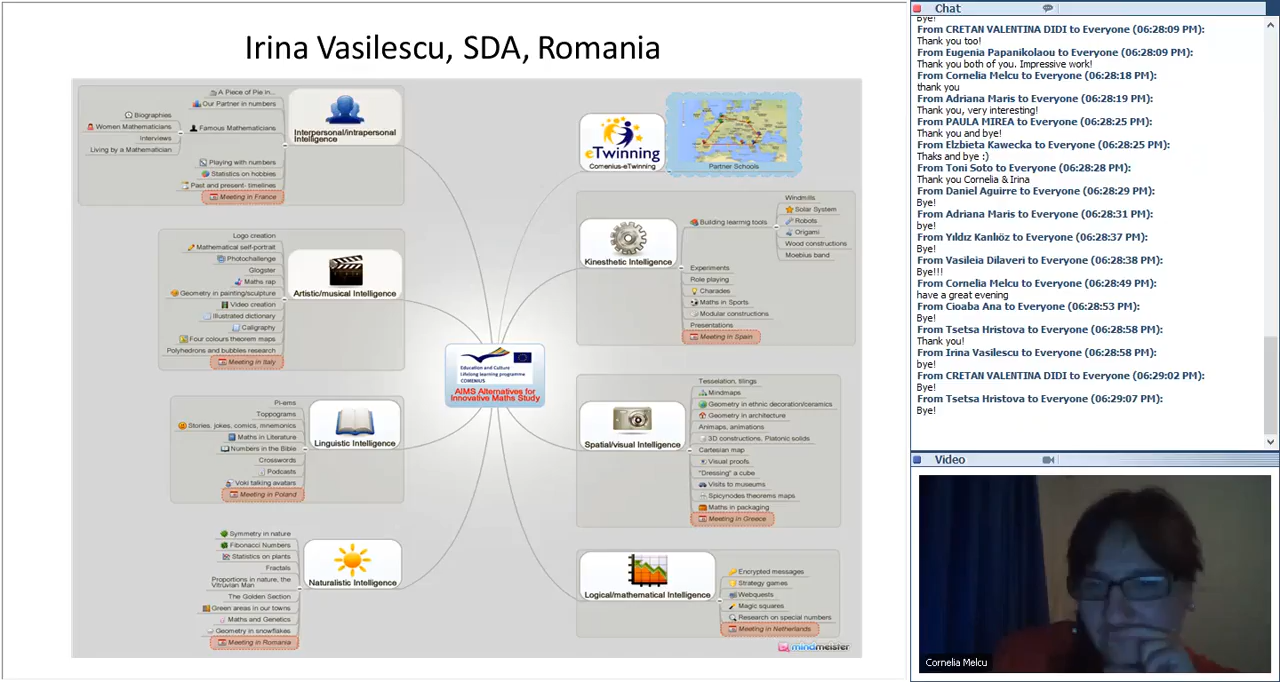 Irina Vasilescu, SDA, Romania
A Piece of Pie in...
Our Partner in numbers
Biographies
Women Mathematicians
Interviews
Living by a Mathematician
Famous Mathematicians
Playing with numbers
Statistics on hobbies
Past and present- timelines
Meeting in France
Interpersonal/intrapersonal
Intelligence
Logo creation
Mathematical self-portrait
Photochallenge
Glogster
Maths rap
Geometry in painting/sculpture
Video creation
Illustrated dictionary
Caligraphy
Four colours theorem maps
Polyhedrons and bubbles research
Meeting in Italy
Artistic/musical Intelligence
Pi-ems
Toppograms
Stories, jokes, comics, mnemonics
Maths in Literature
Numbers in the Bible
Crosswords
Podcasts
Voki talking avatars
Meeting in Poland
Linguistic Intelligence
Symmetry in nature
Fibonacci Numbers
Statistics on plants
Fractals
Proportions in nature, the
Vitruvian Man
The Golden Section
Green areas in our towns
Maths and Genetics
Geometry in snowflakes
Meeting in Romania
Naturalistic Intelligence
Education and Culture
Lifelong learning programme
COMENIUS
AIMS Alternatives for
Innovative Maths Study
eTwinning
Comenius-eTwinning
Partner Schools
Kinesthetic Intelligence
Building learnig tools
Windmills
Solar System
Robots
Origami
Wood constructions
Moebius band
Experiments
Role playing
Charades
Maths in Sports
Modular constructions
Presentations
Meeting in Spain
Spatial/visual Intelligence
Tesselation, tilings
Mindmaps
Geometry in ethnic decoration/ceramics
Geometry in architecture
Animaps, animations
3D constructions. Platonic solids
Cartesian map
Visual proofs
"Dressing" a cube
Visits to museums
Spicynodes theorems maps
Maths in packaging
Meeting in Greece
Logical/mathematical Intelligence
Encrypted messages
Strategy games
Webquests
Magic squares
Research on special numbers
Meeting in Netherlands
mindmeister
Chat
Bye!
From CRETAN VALENTINA DIDI to Everyone (06:28:09 PM):
Thank you too!
From Eugenia Papanikolaou to Everyone (06:28:09 PM):
Thank you both of you. Impressive work!
From Cornelia Melcu to Everyone (06:28:18 PM):
thank you
From Adriana Maris to Everyone (06:28:19 PM):
Thank you, very interesting!
From PAULA MIREA to Everyone (06:28:25 PM):
Thank you and bye!
From Elzbieta Kawecka to Everyone (06:28:25 PM):
Thaks and bye :)
From Toni Soto to Everyone (06:28:28 PM):
Thank you Cornelia & Irina
From Daniel Aguirre to Everyone (06:28:29 PM):
Bye!
From Adriana Maris to Everyone (06:28:31 PM):
bye!
From Yıldız Kanlıöz to Everyone (06:28:37 PM):
Bye!
From Vasileia Dilaveri to Everyone (06:28:38 PM):
Bye!!!
From Cornelia Melcu to Everyone (06:28:49 PM):
have a great evening
From Cioaba Ana to Everyone (06:28:53 PM):
Bye!
From Tsetsa Hristova to Everyone (06:28:58 PM):
Thank you!
From Irina Vasilescu to Everyone (06:28:58 PM):
bye!
From CRETAN VALENTINA DIDI to Everyone (06:29:02 PM):
Bye!
From Tsetsa Hristova to Everyone (06:29:07 PM):
Bye!
Video
Cornelia Melcu